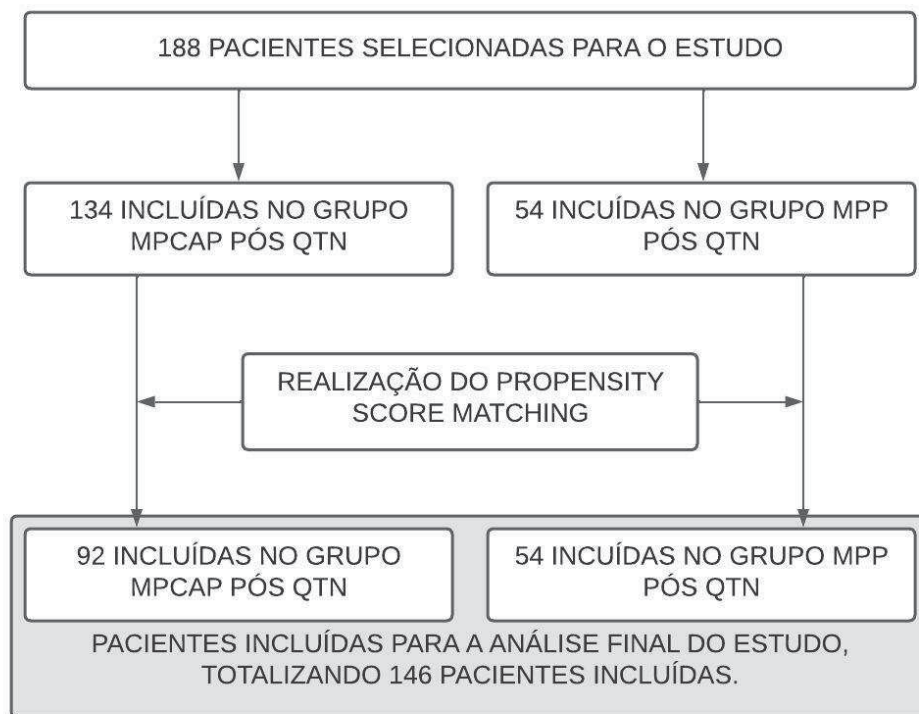 188 PACIENTES SELECIONADAS PARA O ESTUDO
134 INCLUÍDAS NO GRUPO
MPCAP PÓS QTN
54 INCUÍDAS NO GRUPO MPP
PÓS QTN
REALIZAÇÃO DO PROPENSITY
SCORE MATCHING
92 INCLUÍDAS NO GRUPO
MPCAP PÓS QTN
54 INCUÍDAS NO GRUPO MPP
PÓS QTN
PACIENTES INCLUÍDAS PARA A ANÁLISE FINAL DO ESTUDO,
TOTALIZANDO 146 PACIENTES INCLUÍDAS.